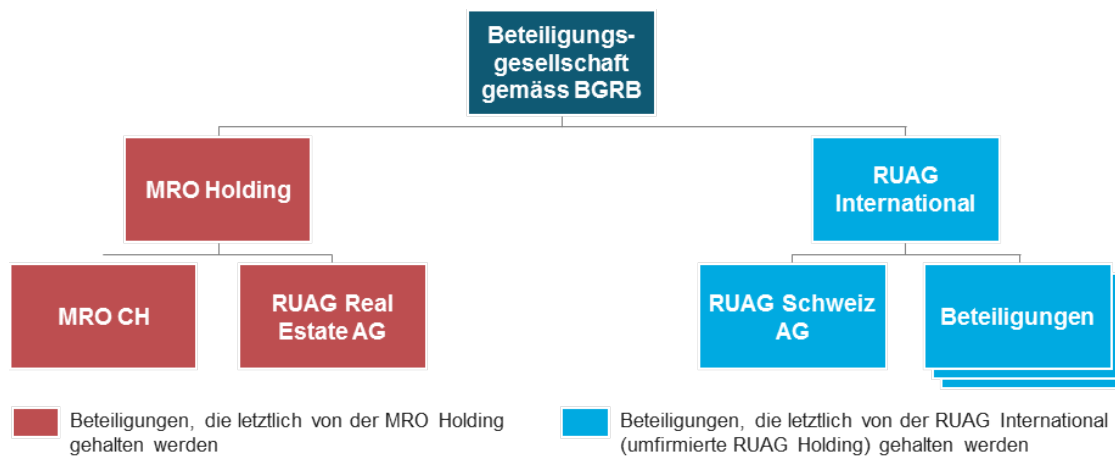 Beteiligungs-
gesellschaft
gemäss BGRB
MRO Holding
RUAG
International
MRO CH
RUAG Real
Estate AG
RUAG Schweiz
AG
Beteiligungen
Beteiligungen, die letztlich von der MRO Holding
gehalten werden
Beteiligungen, die letztlich von der RUAG International
(umfirmierte RUAG Holding) gehalten werden